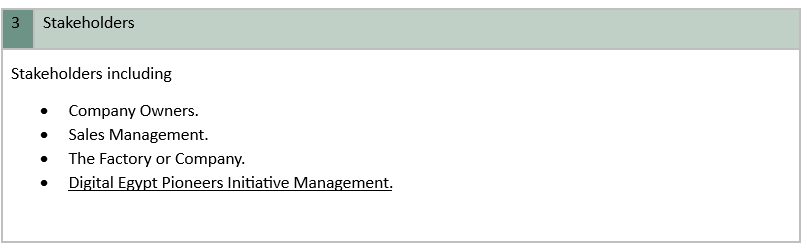 3 Stakeholders
Stakeholders including
• Company Owners.
• Sales Management.
• The Factory or Company.
• Digital Egypt Pioneers Initiative Management.